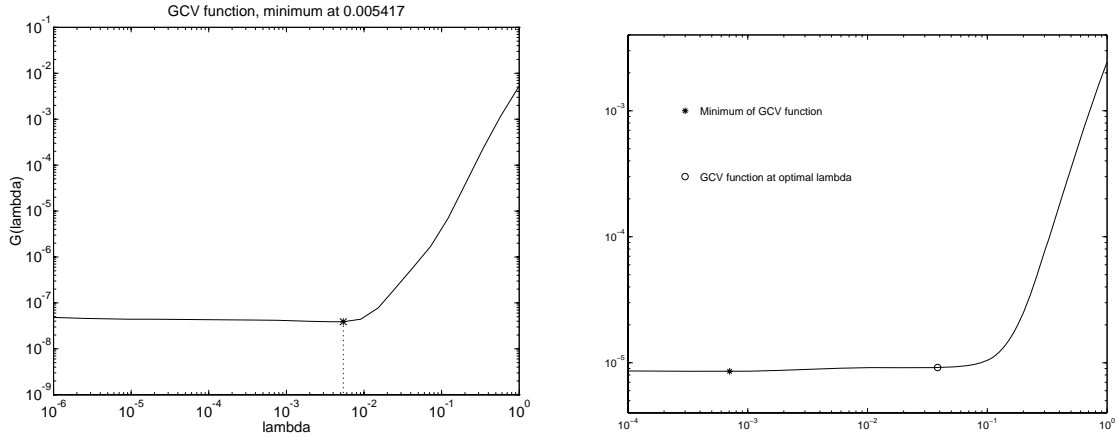 GCV function, minimum at 0.005417
10^-1
10^-2
10^-3
10^-4
10^-5
10^-6
10^-7
10^-8
10^-9
G(lambda)
10^-6 10^-5 10^-4 10^-3 10^-2 10^-1 10^0
lambda
10^-3
10^-4
10^-5
Minimum of GCV function
GCV function at optimal lambda
10^-4 10^-3 10^-2 10^-1 10^0